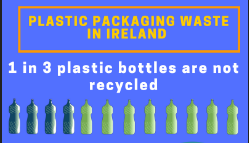 PLASTIC PACKAGING WASTE
IN IRELAND
1 in 3 plastic bottles are not
recycled